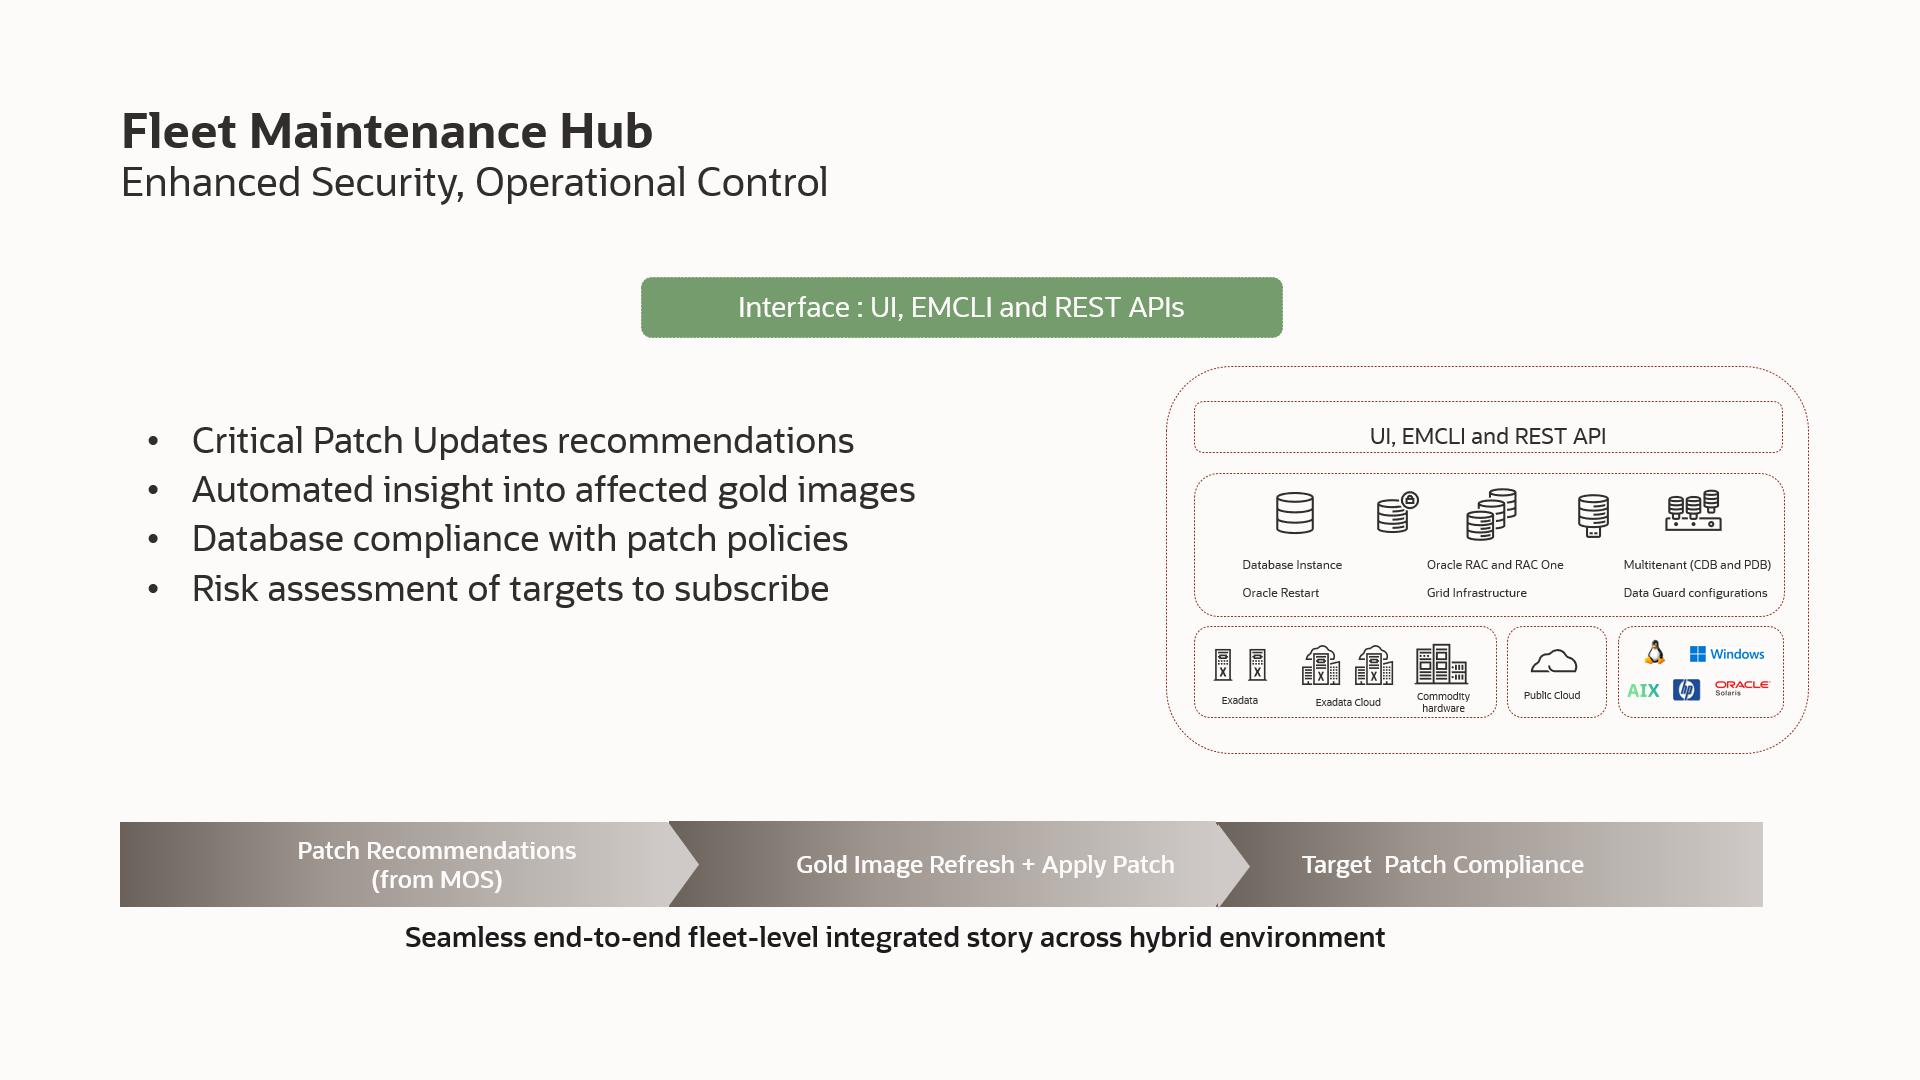 Fleet Maintenance Hub
Enhanced Security, Operational Control
Interface : UI, EMCLI and REST APIs
• Critical Patch Updates recommendations
• Automated insight into affected gold images
• Database compliance with patch policies
• Risk assessment of targets to subscribe
UI, EMCLI and REST API
Database Instance
Oracle RAC and RAC One
Multitenant (CDB and PDB)
Oracle Restart
Grid Infrastructure
Data Guard configurations
X X
Exadata
X X
Exadata Cloud
Commodity
hardware
Public Cloud
Windows
AIX
hp
ORACLE
Solaris
Patch Recommendations
(from MOS)
Gold Image Refresh + Apply Patch
Target  Patch Compliance
Seamless end-to-end fleet-level integrated story across hybrid environment